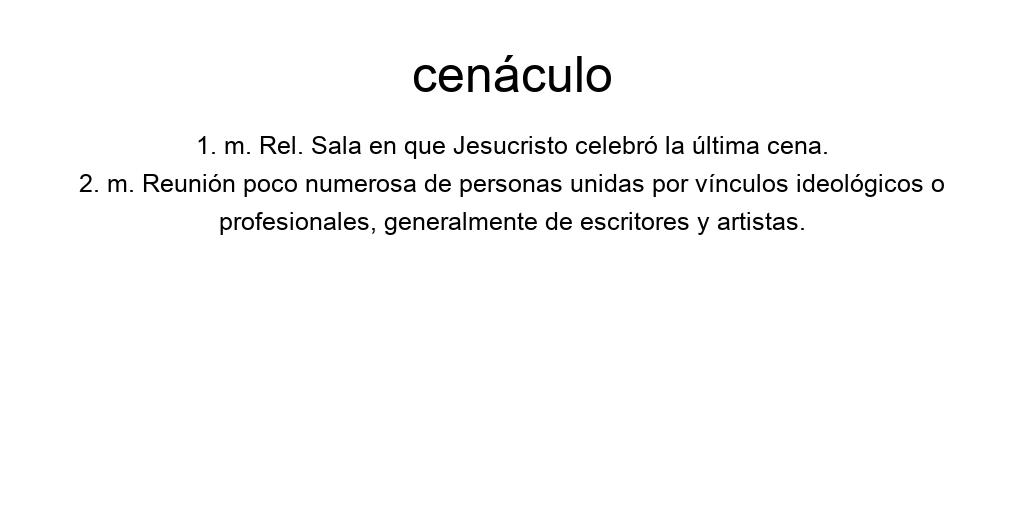 cenáculo
1. m. Rel. Sala en que Jesucristo celebró la última cena.
2. m. Reunión poco numerosa de personas unidas por vínculos ideológicos o
profesionales, generalmente de escritores y artistas.